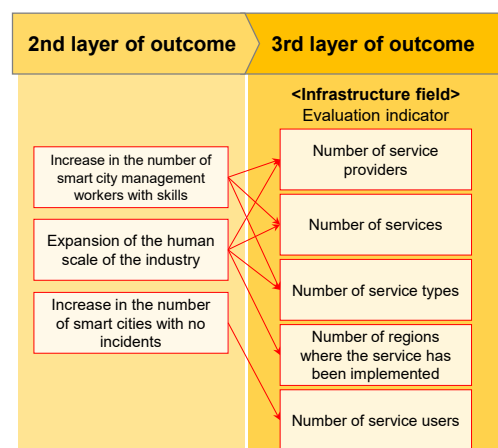 2nd layer of outcome
3rd layer of outcome
<Infrastructure field>
Evaluation indicator
Increase in the number of
smart city management
workers with skills
Expansion of the human
scale of the industry
Increase in the number
of smart cities with no
incidents
Number of service
providers
Number of services
Number of service types
Number of regions
where the service has
been implemented
Number of service users